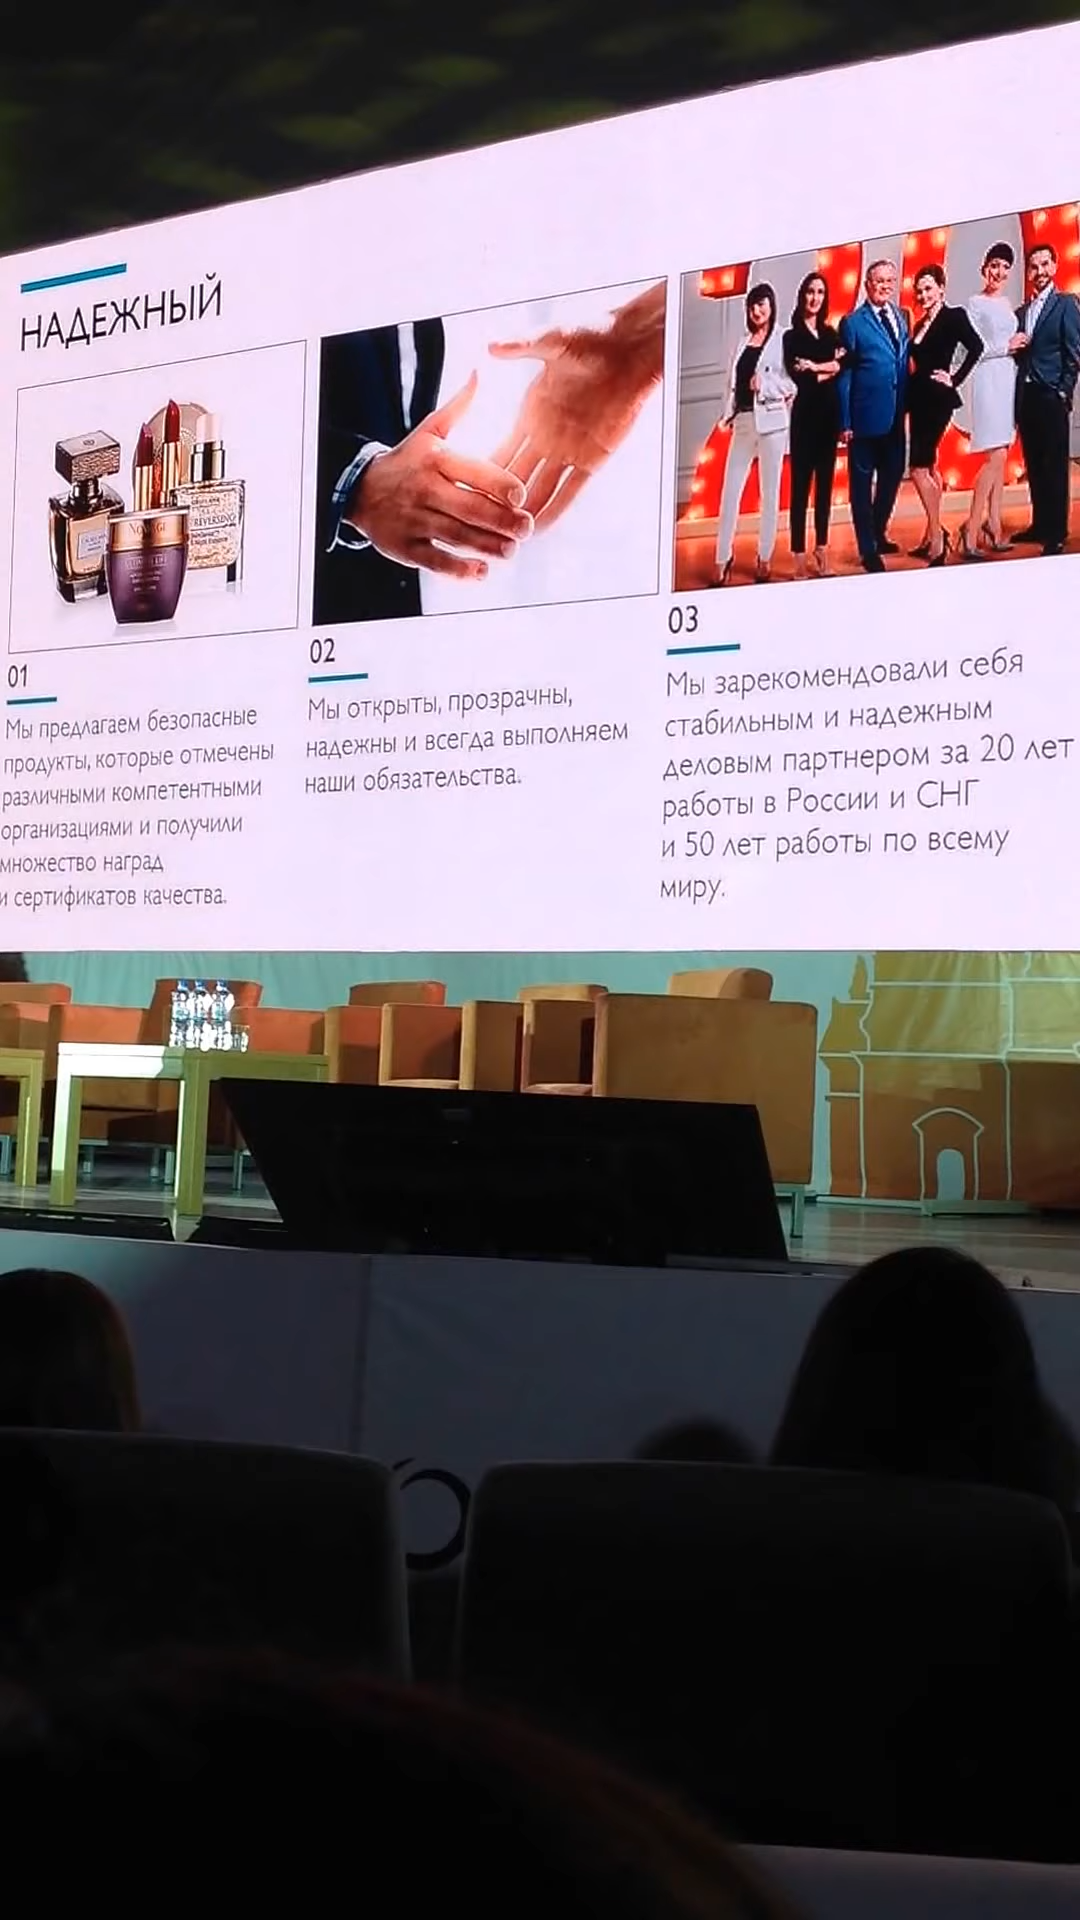 НАДЕЖНЫЙ
NOVAGE
REVERSING
01
Мы предлагаем безопасные
продукты, которые отмечены
различными компетентными
организациями и получили
множество наград
и сертификатов качества.
02
Мы открыты, прозрачны,
надежны и всегда выполняем
наши обязательства.
03
Мы зарекомендовали себя
стабильным и надежным
деловым партнером за 20 лет
работы в России и СНГ
и 50 лет работы по всему
миру.